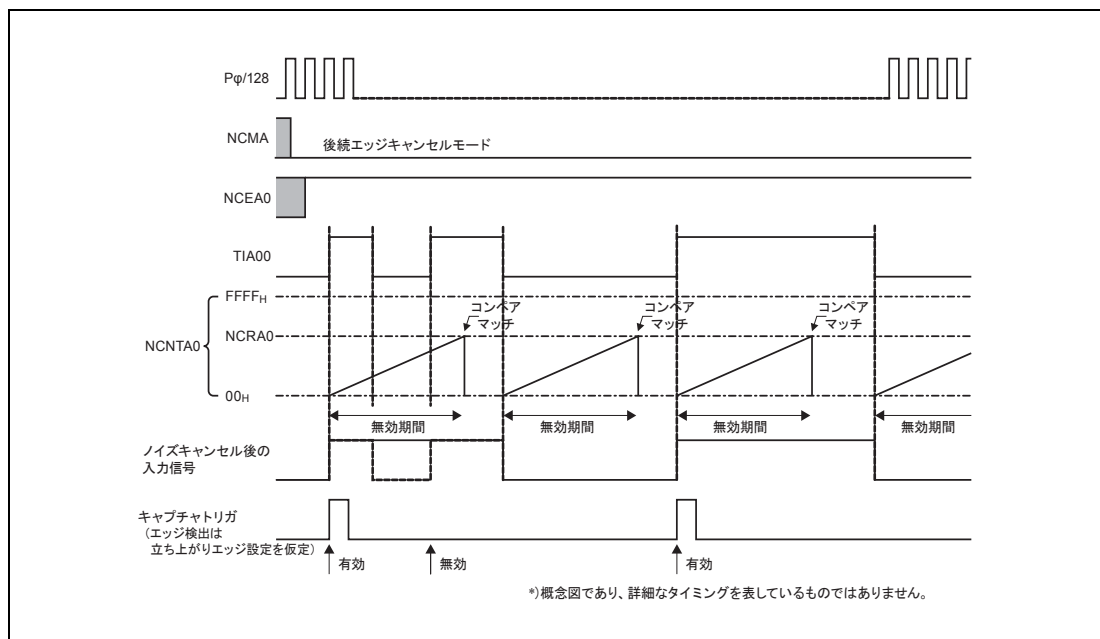 Pφ/128
NCMA
後続エッジキャンセルモード
NCEA0
TIA00
FFFFH
コンペア
マッチ
コンペア
マッチ
コンペア
マッチ
NCNTA0
NCRA0
00H
無効期間
無効期間
無効期間
無効期間
ノイズキャンセル後の
入力信号
キャプチャトリガ
(エッジ検出は
立ち上がりエッジ設定を仮定)
有効
無効
有効
*)概念図であり、詳細なタイミングを表しているものではありません。